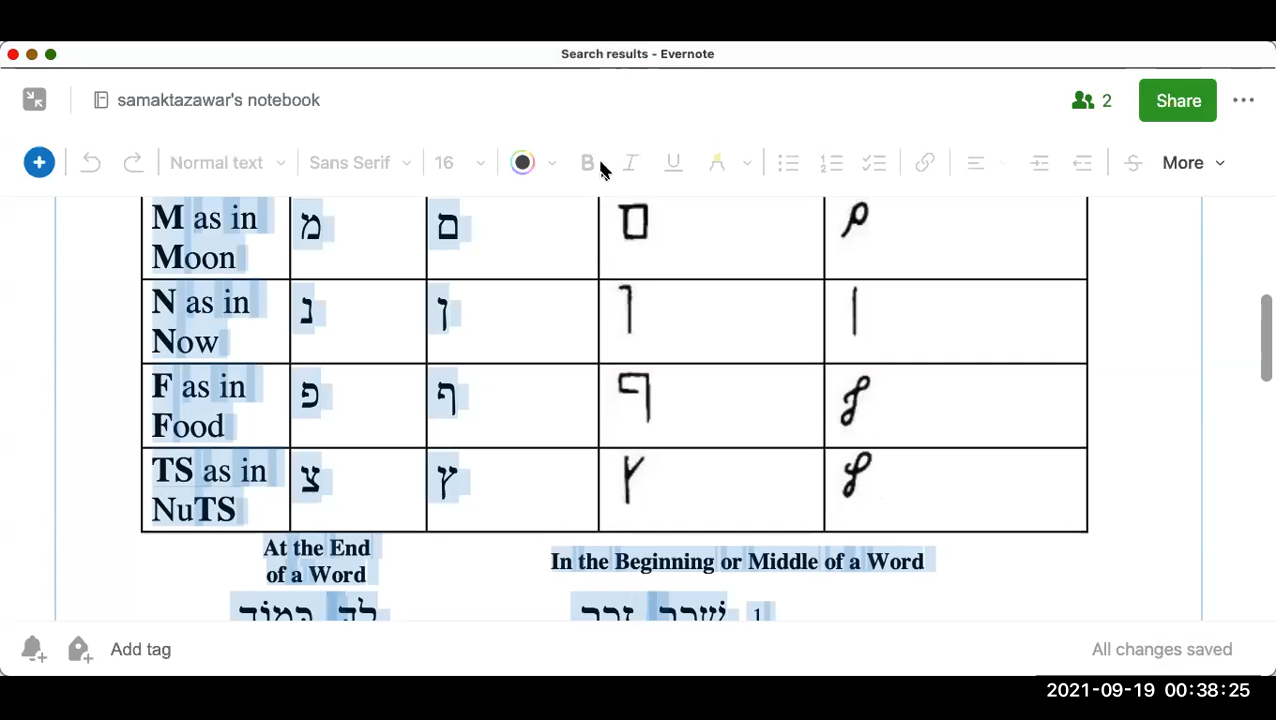 Search results - Evernote
samaktazawar's notebook
2
Share
Normal text
Sans Serif
16
B
I
U
More
M as in
Moon
מ
ם
ם
ם
N as in
Now
נ
ן
ן
ן
F as in
Food
פ
ף
ף
ף
TS as in
NuTS
צ
ץ
ץ
ץ
At the End
of a Word
In the Beginning or Middle of a Word
Add tag
All changes saved
2021-09-19 00:38:25